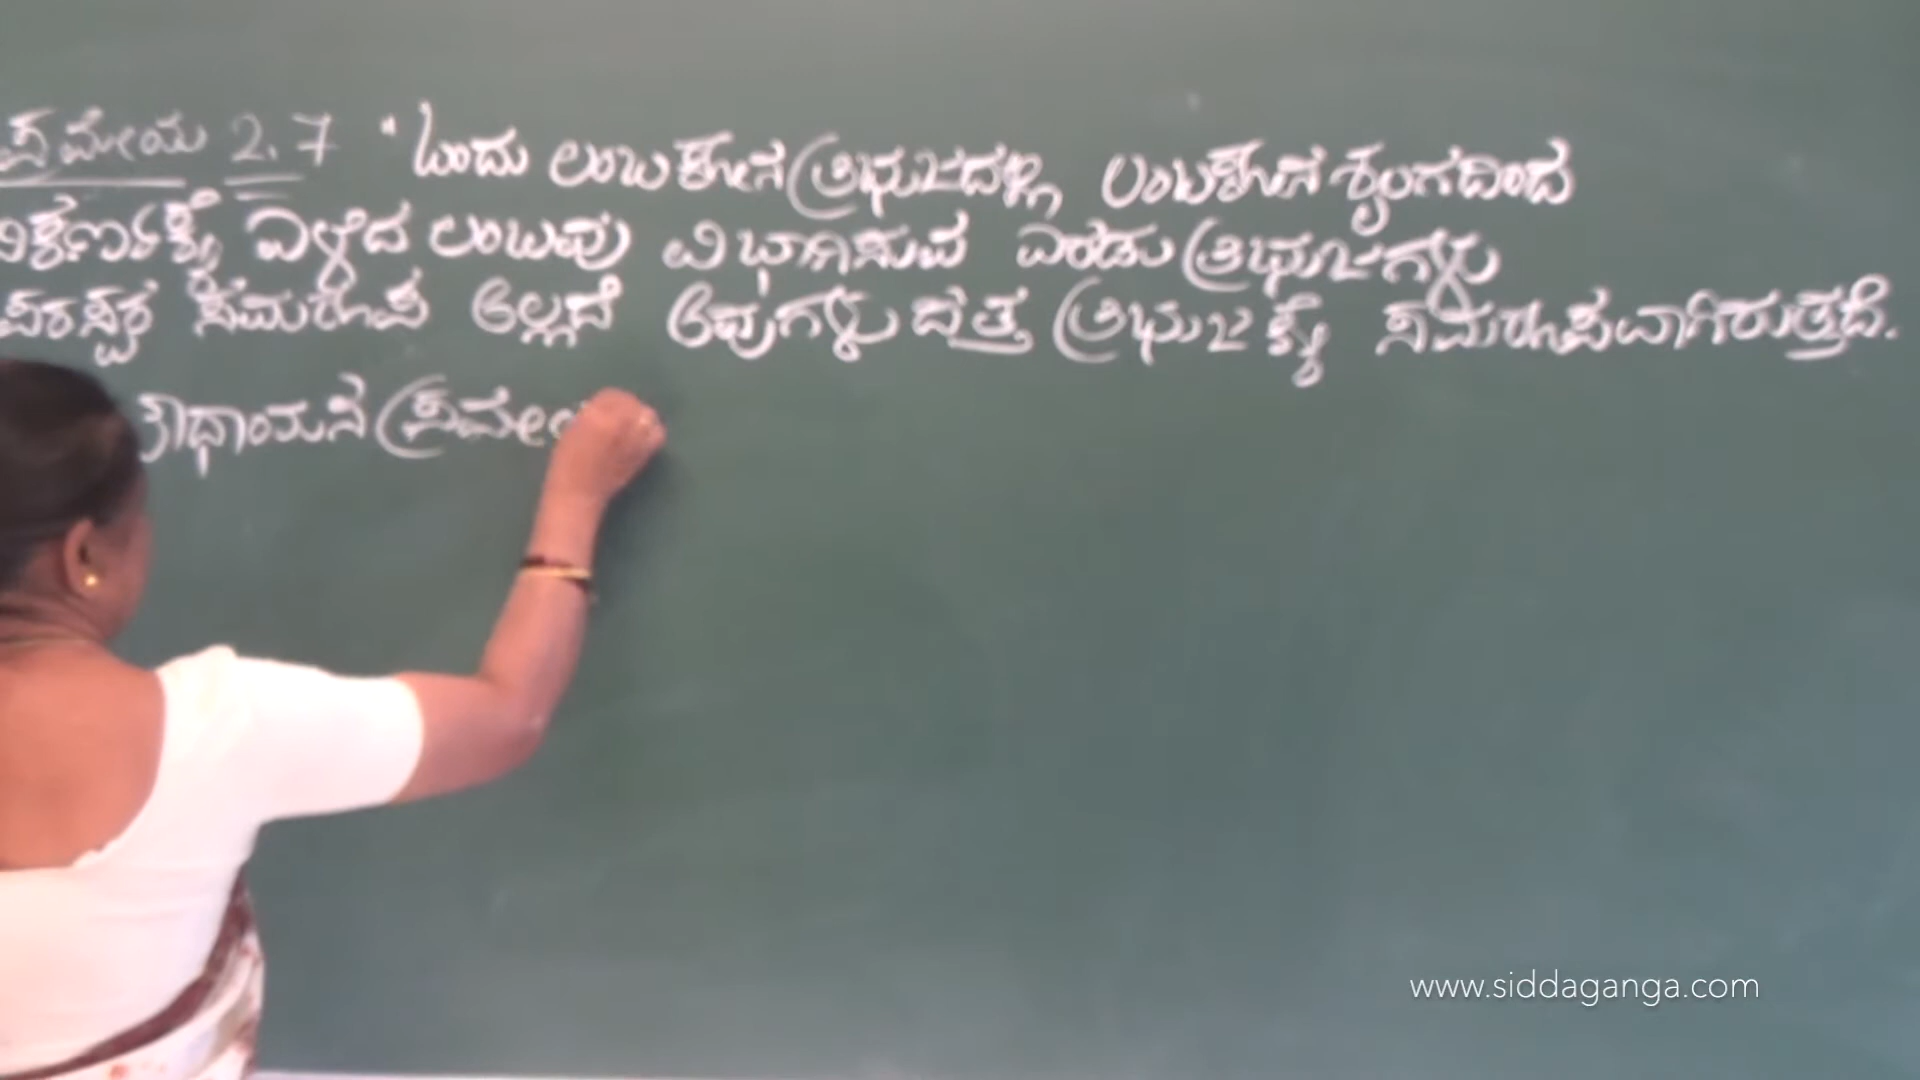 ಪ್ರಮೇಯ 2.7 "ಒಂದು ಲಂಬಕೋನ ತ್ರಿಭುಜದಲ್ಲಿ ಲಂಬಕೋನ ಶೃಂಗದಿಂದ
ವಿಕರ್ಣಕ್ಕೆ ಎಳೆದ ಲಂಬವು ವಿಭಾಗಿಸುವ ಎರಡು ತ್ರಿಭುಜಗಳು
ಪರಸ್ಪರ ಸಮರೂಪ ಅಲ್ಲದೆ ಅವುಗಳು ದತ್ತ ತ್ರಿಭುಜಕ್ಕೆ ಸಮರೂಪವಾಗಿರುತ್ತದೆ.
www.siddaganga.com